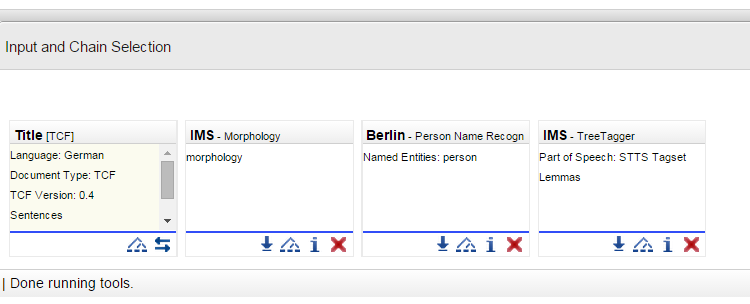 Input and Chain Selection
Title [TCF]
Language: German
Document Type: TCF
TCF Version: 0.4
Sentences
IMS - Morphology
morphology
Berlin - Person Name Recogn
Named Entities: person
IMS - TreeTagger
Part of Speech: STTS Tagset
Lemmas
| Done running tools.